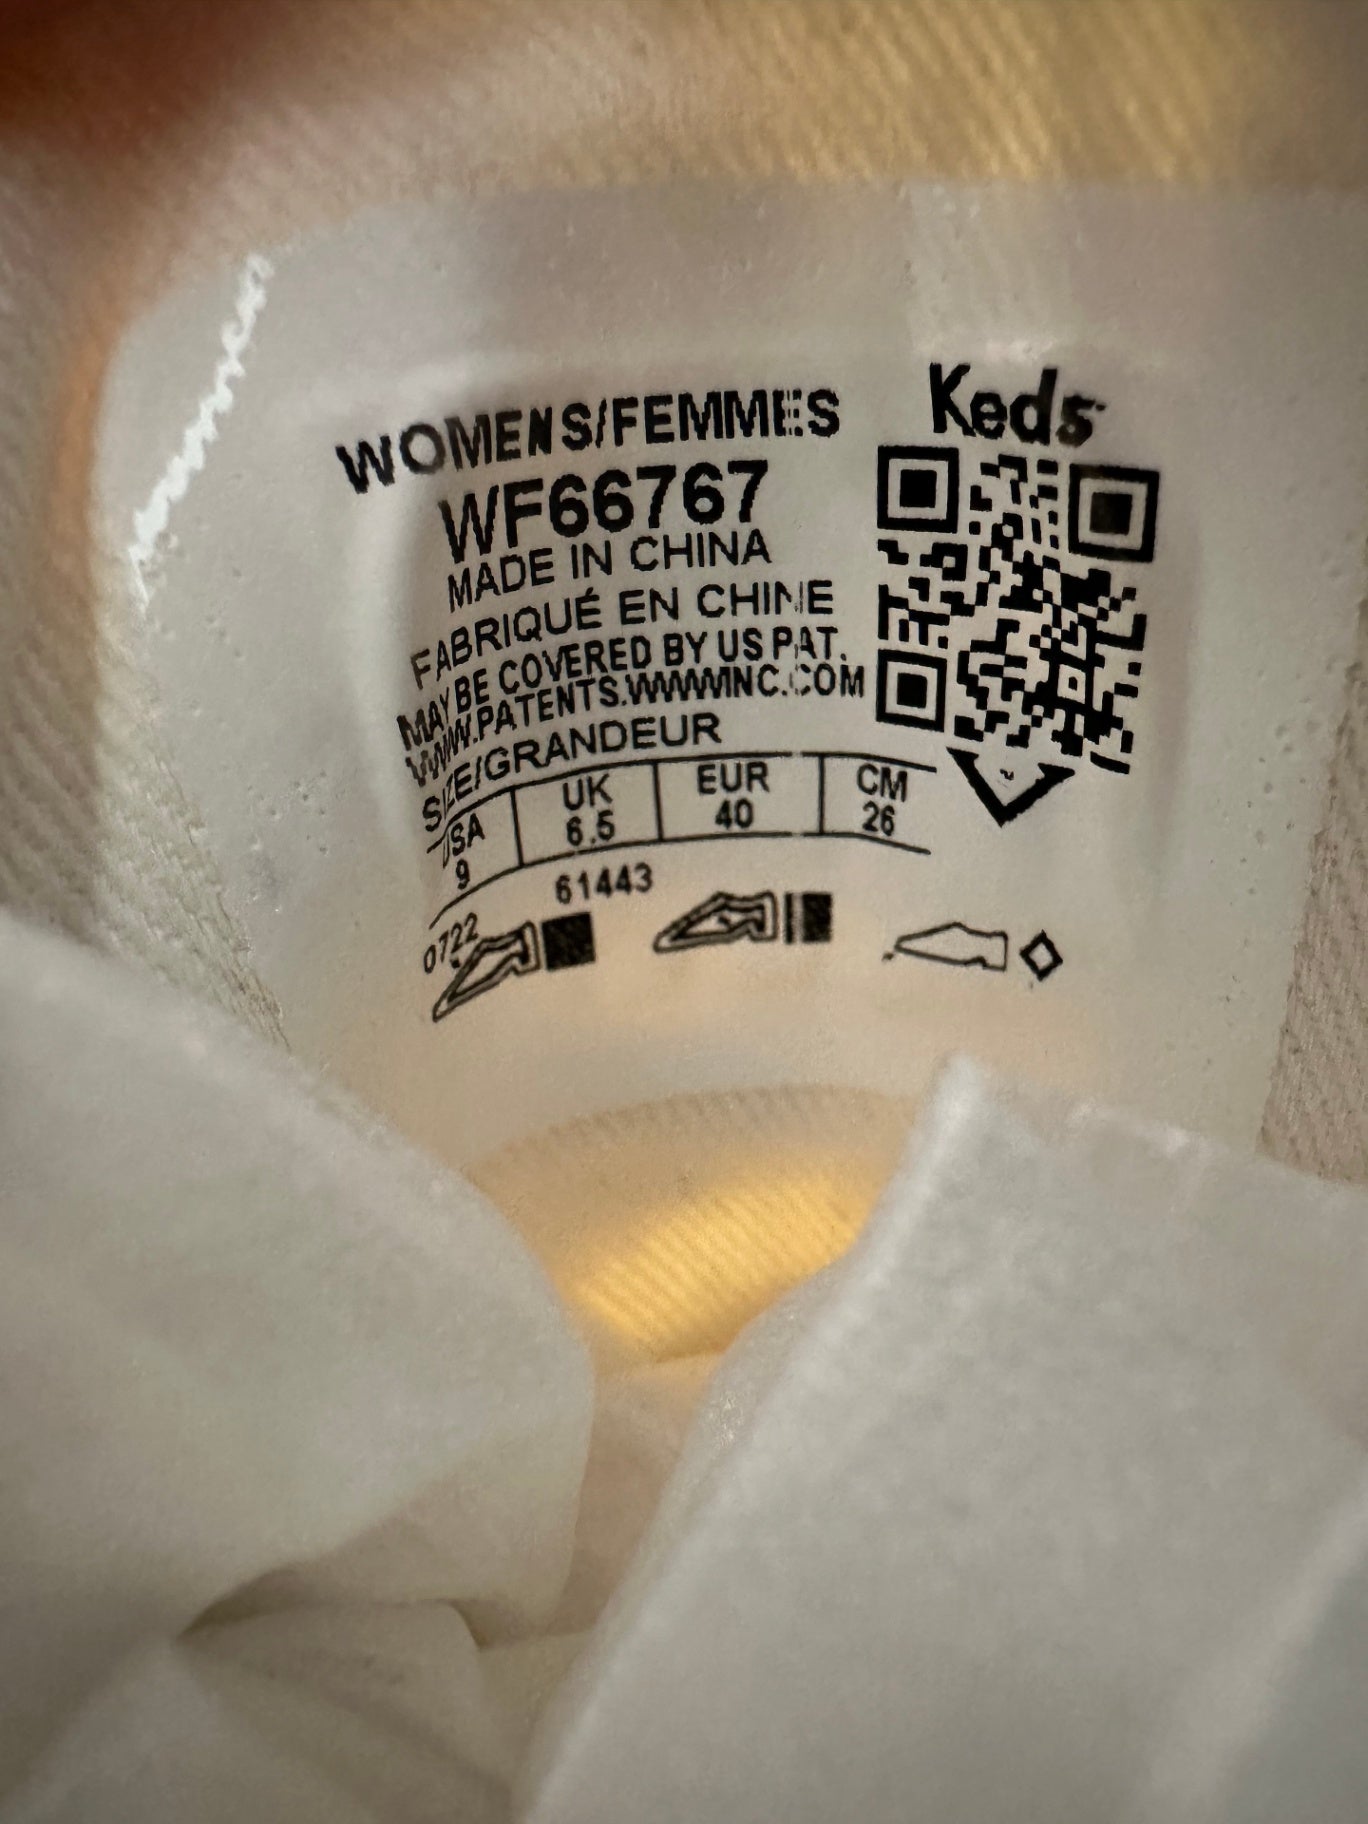 Keds
WOMENS/FEMMES
WF66767
MADE IN CHINA
FABRIQUÉ EN CHINE
MAY BE COVERED BY US PAT.
WWW.PATENTS.WWWINC.COM
SIZE/GRANDEUR
USA UK EUR CM
9 6.5 40 26
61443
0722